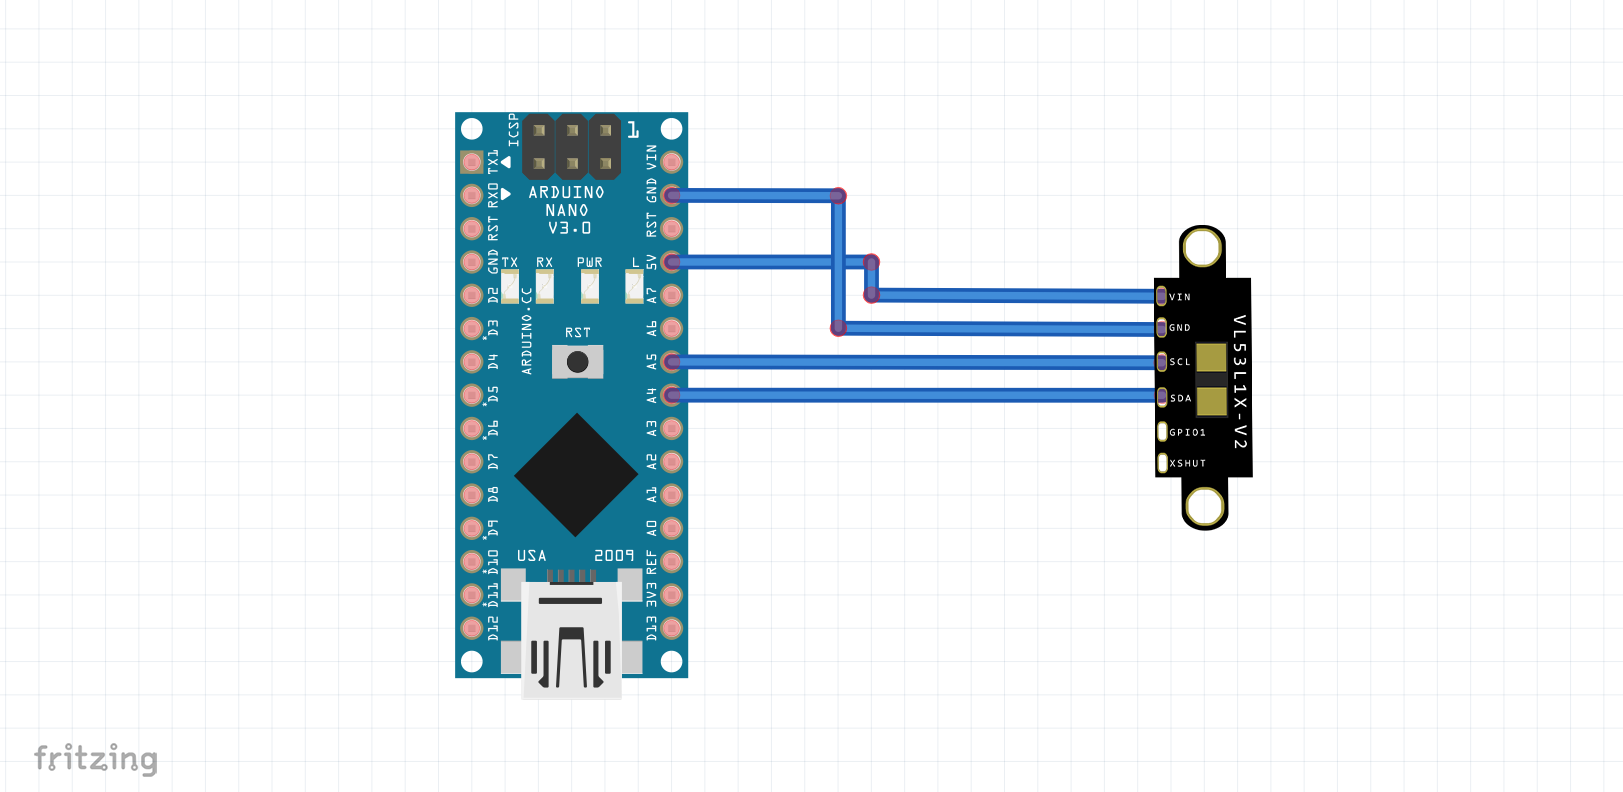 ICSP
1
TX1
RX0
RST
GND
D2
D3
D4
D5
D6
D7
D8
D9
D10
D11
D12
ARDUINO
NANO
V3.0
TX
RX
PWR
L
ARDUINO.CC
RST
USA
2009
VIN
GND
RST
5V
A7
A6
A5
A4
A3
A2
A1
A0
REF
3V3
D13
VIN
GND
SCL
SDA
GPIO1
XSHUT
VL53L1X-V2
fritzing